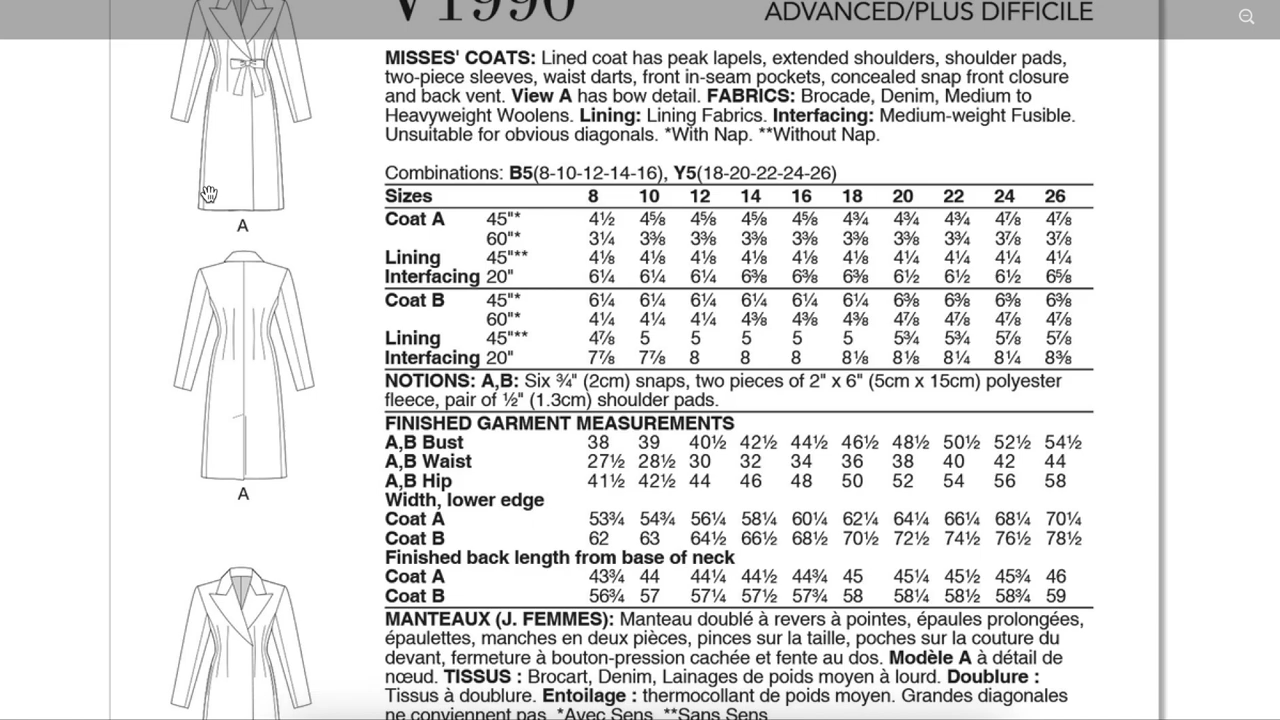 V1990
ADVANCED/PLUS DIFFICILE
MISSES' COATS: Lined coat has peak lapels, extended shoulders, shoulder pads,
two-piece sleeves, waist darts, front in-seam pockets, concealed snap front closure
and back vent. View A has bow detail. FABRICS: Brocade, Denim, Medium to
Heavyweight Woolens. Lining: Lining Fabrics. Interfacing: Medium-weight Fusible.
Unsuitable for obvious diagonals. *With Nap. **Without Nap.
Combinations: B5(8-10-12-14-16), Y5(18-20-22-24-26)
Sizes 8 10 12 14 16 18 20 22 24 26
Coat A 45"* 4½ 4⅝ 4⅝ 4⅝ 4⅝ 4¾ 4¾ 4¾ 4⅞ 4⅞
60"* 3¼ 3⅜ 3⅜ 3⅜ 3⅜ 3⅜ 3⅜ 3¾ 3⅞ 3⅞
Lining 45"** 4⅛ 4⅛ 4⅛ 4⅛ 4⅛ 4⅛ 4¼ 4¼ 4¼ 4¼
Interfacing 20" 6¼ 6¼ 6¼ 6⅜ 6⅜ 6⅜ 6½ 6½ 6½ 6⅝
Coat B 45"* 6¼ 6¼ 6¼ 6¼ 6¼ 6¼ 6⅜ 6⅜ 6⅜ 6⅜
60"* 4¼ 4¼ 4¼ 4⅜ 4⅜ 4⅜ 4⅞ 4⅞ 4⅞ 4⅞
Lining 45"** 4⅞ 5 5 5 5 5 5¾ 5¾ 5⅞ 5⅞
Interfacing 20" 7⅞ 7⅞ 8 8 8 8⅛ 8⅛ 8¼ 8¼ 8⅜
NOTIONS: A,B: Six ¾" (2cm) snaps, two pieces of 2" x 6" (5cm x 15cm) polyester
fleece, pair of ½" (1.3cm) shoulder pads.
FINISHED GARMENT MEASUREMENTS
A,B Bust 38 39 40½ 42½ 44½ 46½ 48½ 50½ 52½ 54½
A,B Waist 27½ 28½ 30 32 34 36 38 40 42 44
A,B Hip 41½ 42½ 44 46 48 50 52 54 56 58
Width, lower edge
Coat A 53¾ 54¾ 56¼ 58¼ 60¼ 62¼ 64¼ 66¼ 68¼ 70¼
Coat B 62 63 64½ 66½ 68½ 70½ 72½ 74½ 76½ 78½
Finished back length from base of neck
Coat A 43¾ 44 44¼ 44½ 44¾ 45 45¼ 45½ 45¾ 46
Coat B 56¾ 57 57¼ 57½ 57¾ 58 58¼ 58½ 58¾ 59
MANTEAUX (J. FEMMES): Manteau doublé à revers à pointes, épaules prolongées,
épaulettes, manches en deux pièces, pinces sur la taille, poches sur la couture du
devant, fermeture à bouton-pression cachée et fente au dos. Modèle A à détail de
nœud. TISSUS : Brocart, Denim, Lainages de poids moyen à lourd. Doublure :
Tissus à doublure. Entoilage : thermocollant de poids moyen. Grandes diagonales
ne conviennent pas. *Avec Sens. **Sans Sens.
A
A